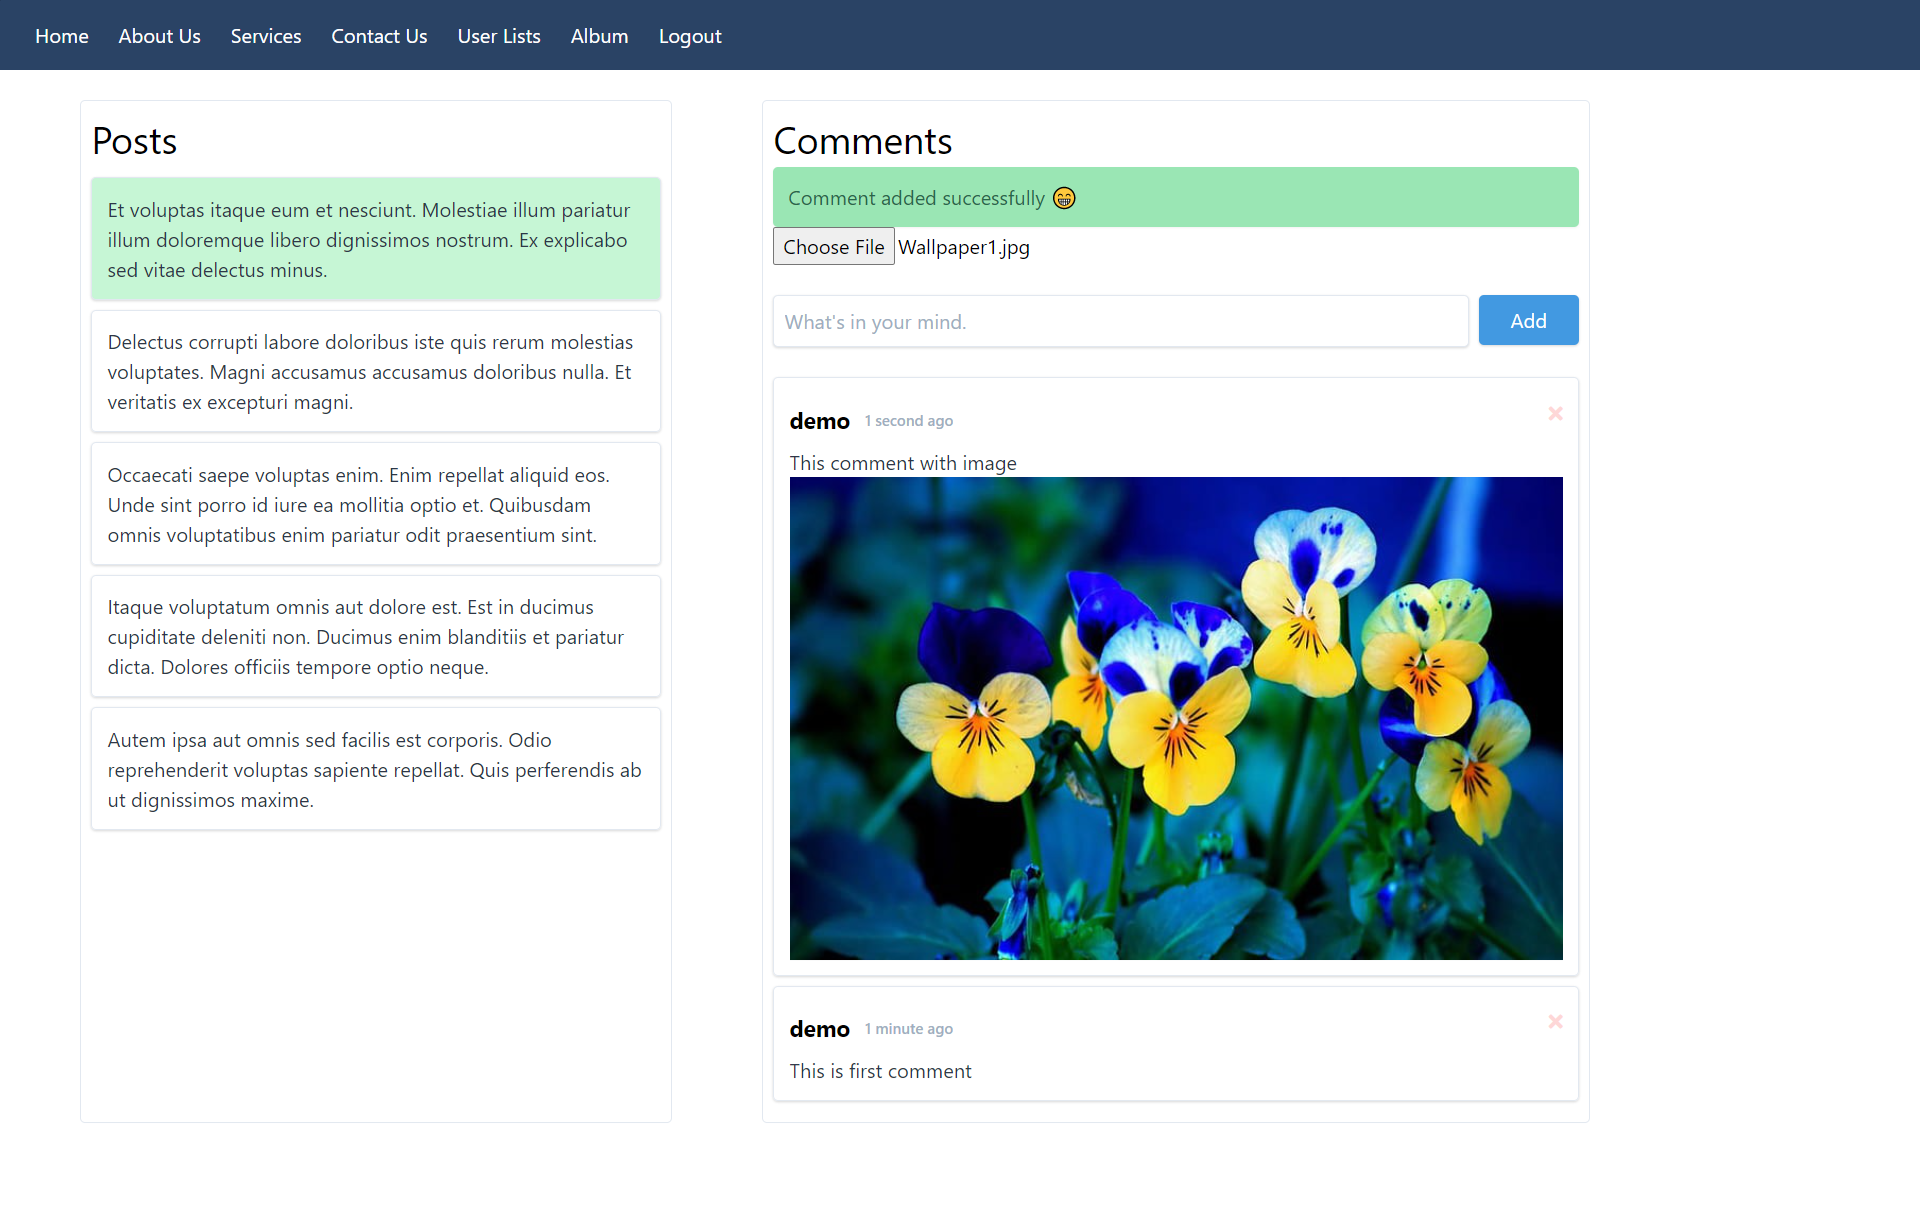 Home About Us Services Contact Us User Lists Album Logout
Posts
Et voluptas itaque eum et nesciunt. Molestiae illum pariatur
illum doloremque libero dignissimos nostrum. Ex explicabo
sed vitae delectus minus.
Delectus corrupti labore doloribus iste quis rerum molestias
voluptates. Magni accusamus accusamus doloribus nulla. Et
veritatis ex excepturi magni.
Occaecati saepe voluptas enim. Enim repellat aliquid eos.
Unde sint porro id iure ea mollitia optio et. Quibusdam
omnis voluptatibus enim pariatur odit praesentium sint.
Itaque voluptatum omnis aut dolore est. Est in ducimus
cupiditate deleniti non. Ducimus enim blanditiis et pariatur
dicta. Dolores officiis tempore optio neque.
Autem ipsa aut omnis sed facilis est corporis. Odio
reprehenderit voluptas sapiente repellat. Quis perferendis ab
ut dignissimos maxime.
Comments
Comment added successfully 😁
Choose File Wallpaper1.jpg
What's in your mind. Add
demo 1 second ago
This comment with image
demo 1 minute ago
This is first comment